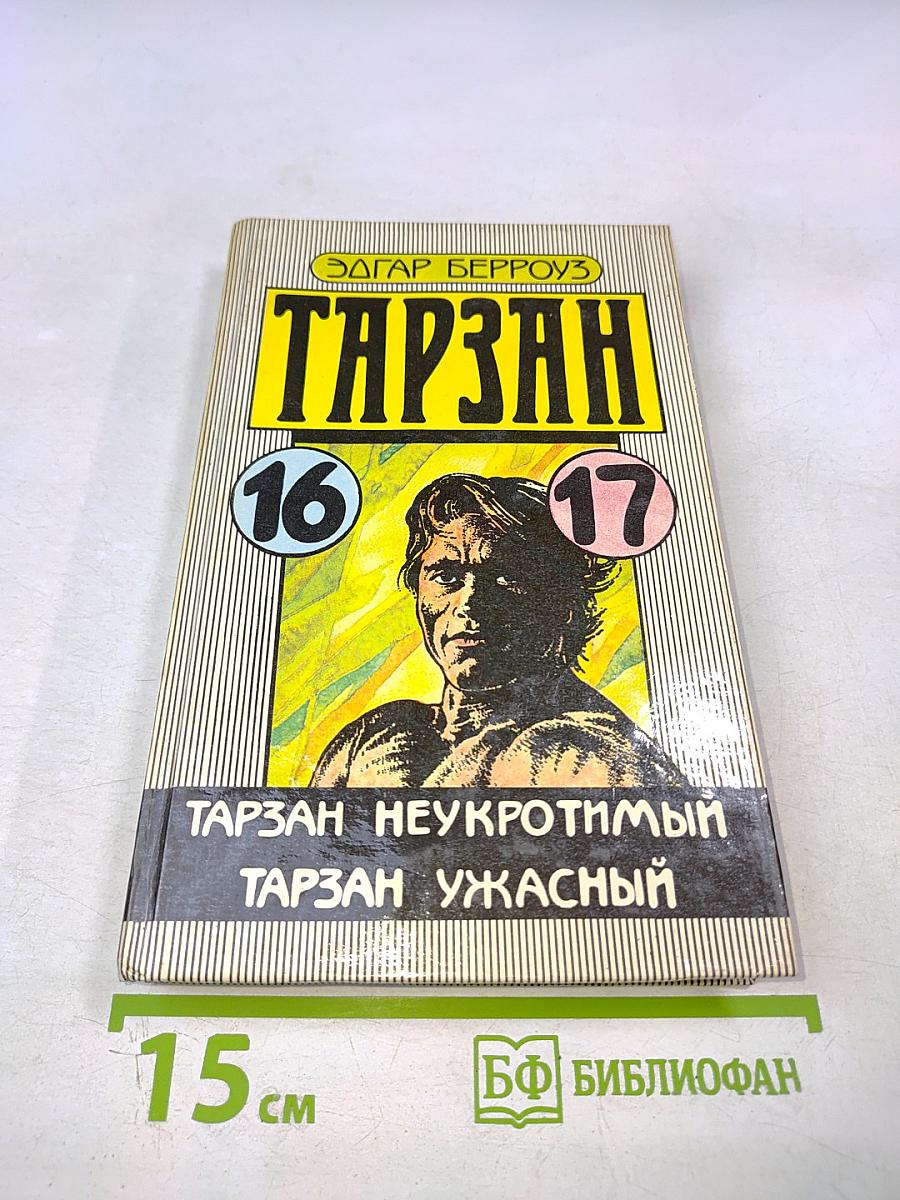 ЭДГАР БЕРРОУЗ
ТАРЗАН
16 17
ТАРЗАН НЕУКРОТИМЫЙ
ТАРЗАН УЖАСНЫЙ
15 см
БФ БИБЛИОФАН